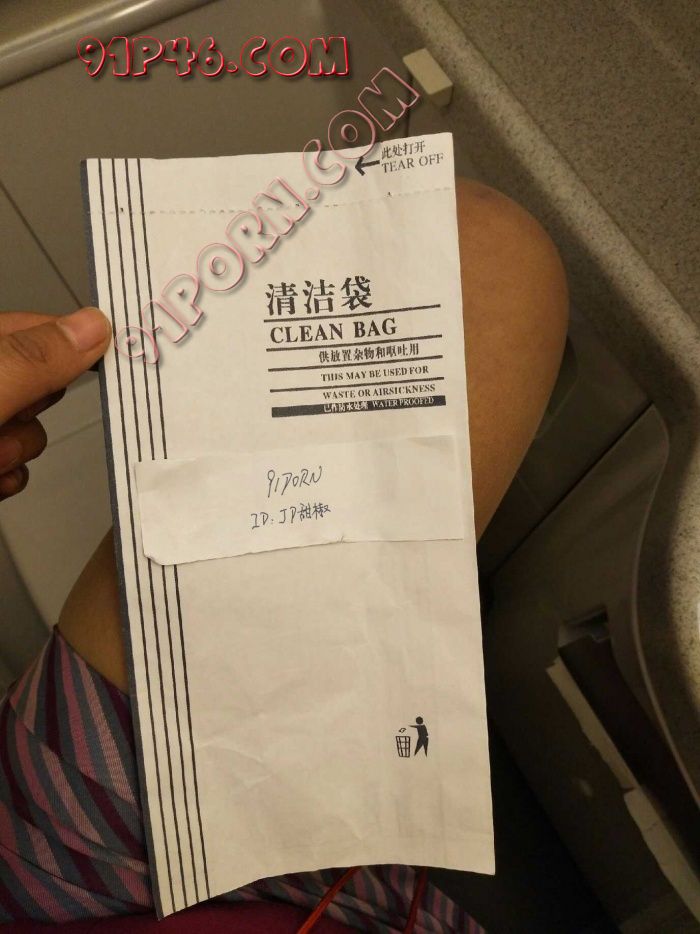 91P46.COM
91PORN.COM
此处打开
TEAR OFF
清洁袋
CLEAN BAG
供放置杂物和呕吐用
THIS MAY BE USED FOR
WASTE OR AIRSICKNESS
已作防水处理 WATER PROOFED
91PORN
ID: JD甜椒